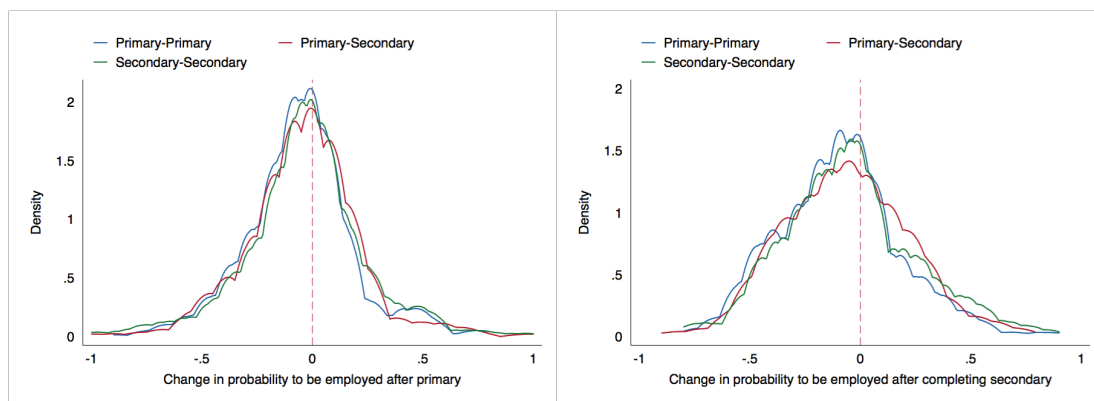 Primary-Primary Primary-Secondary
Secondary-Secondary
2
1.5
1
.5
0
Density
-1 -.5 0 .5 1
Change in probability to be employed after primary
Primary-Primary Primary-Secondary
Secondary-Secondary
2
1.5
1
.5
0
Density
-1 -.5 0 .5 1
Change in probability to be employed after completing secondary